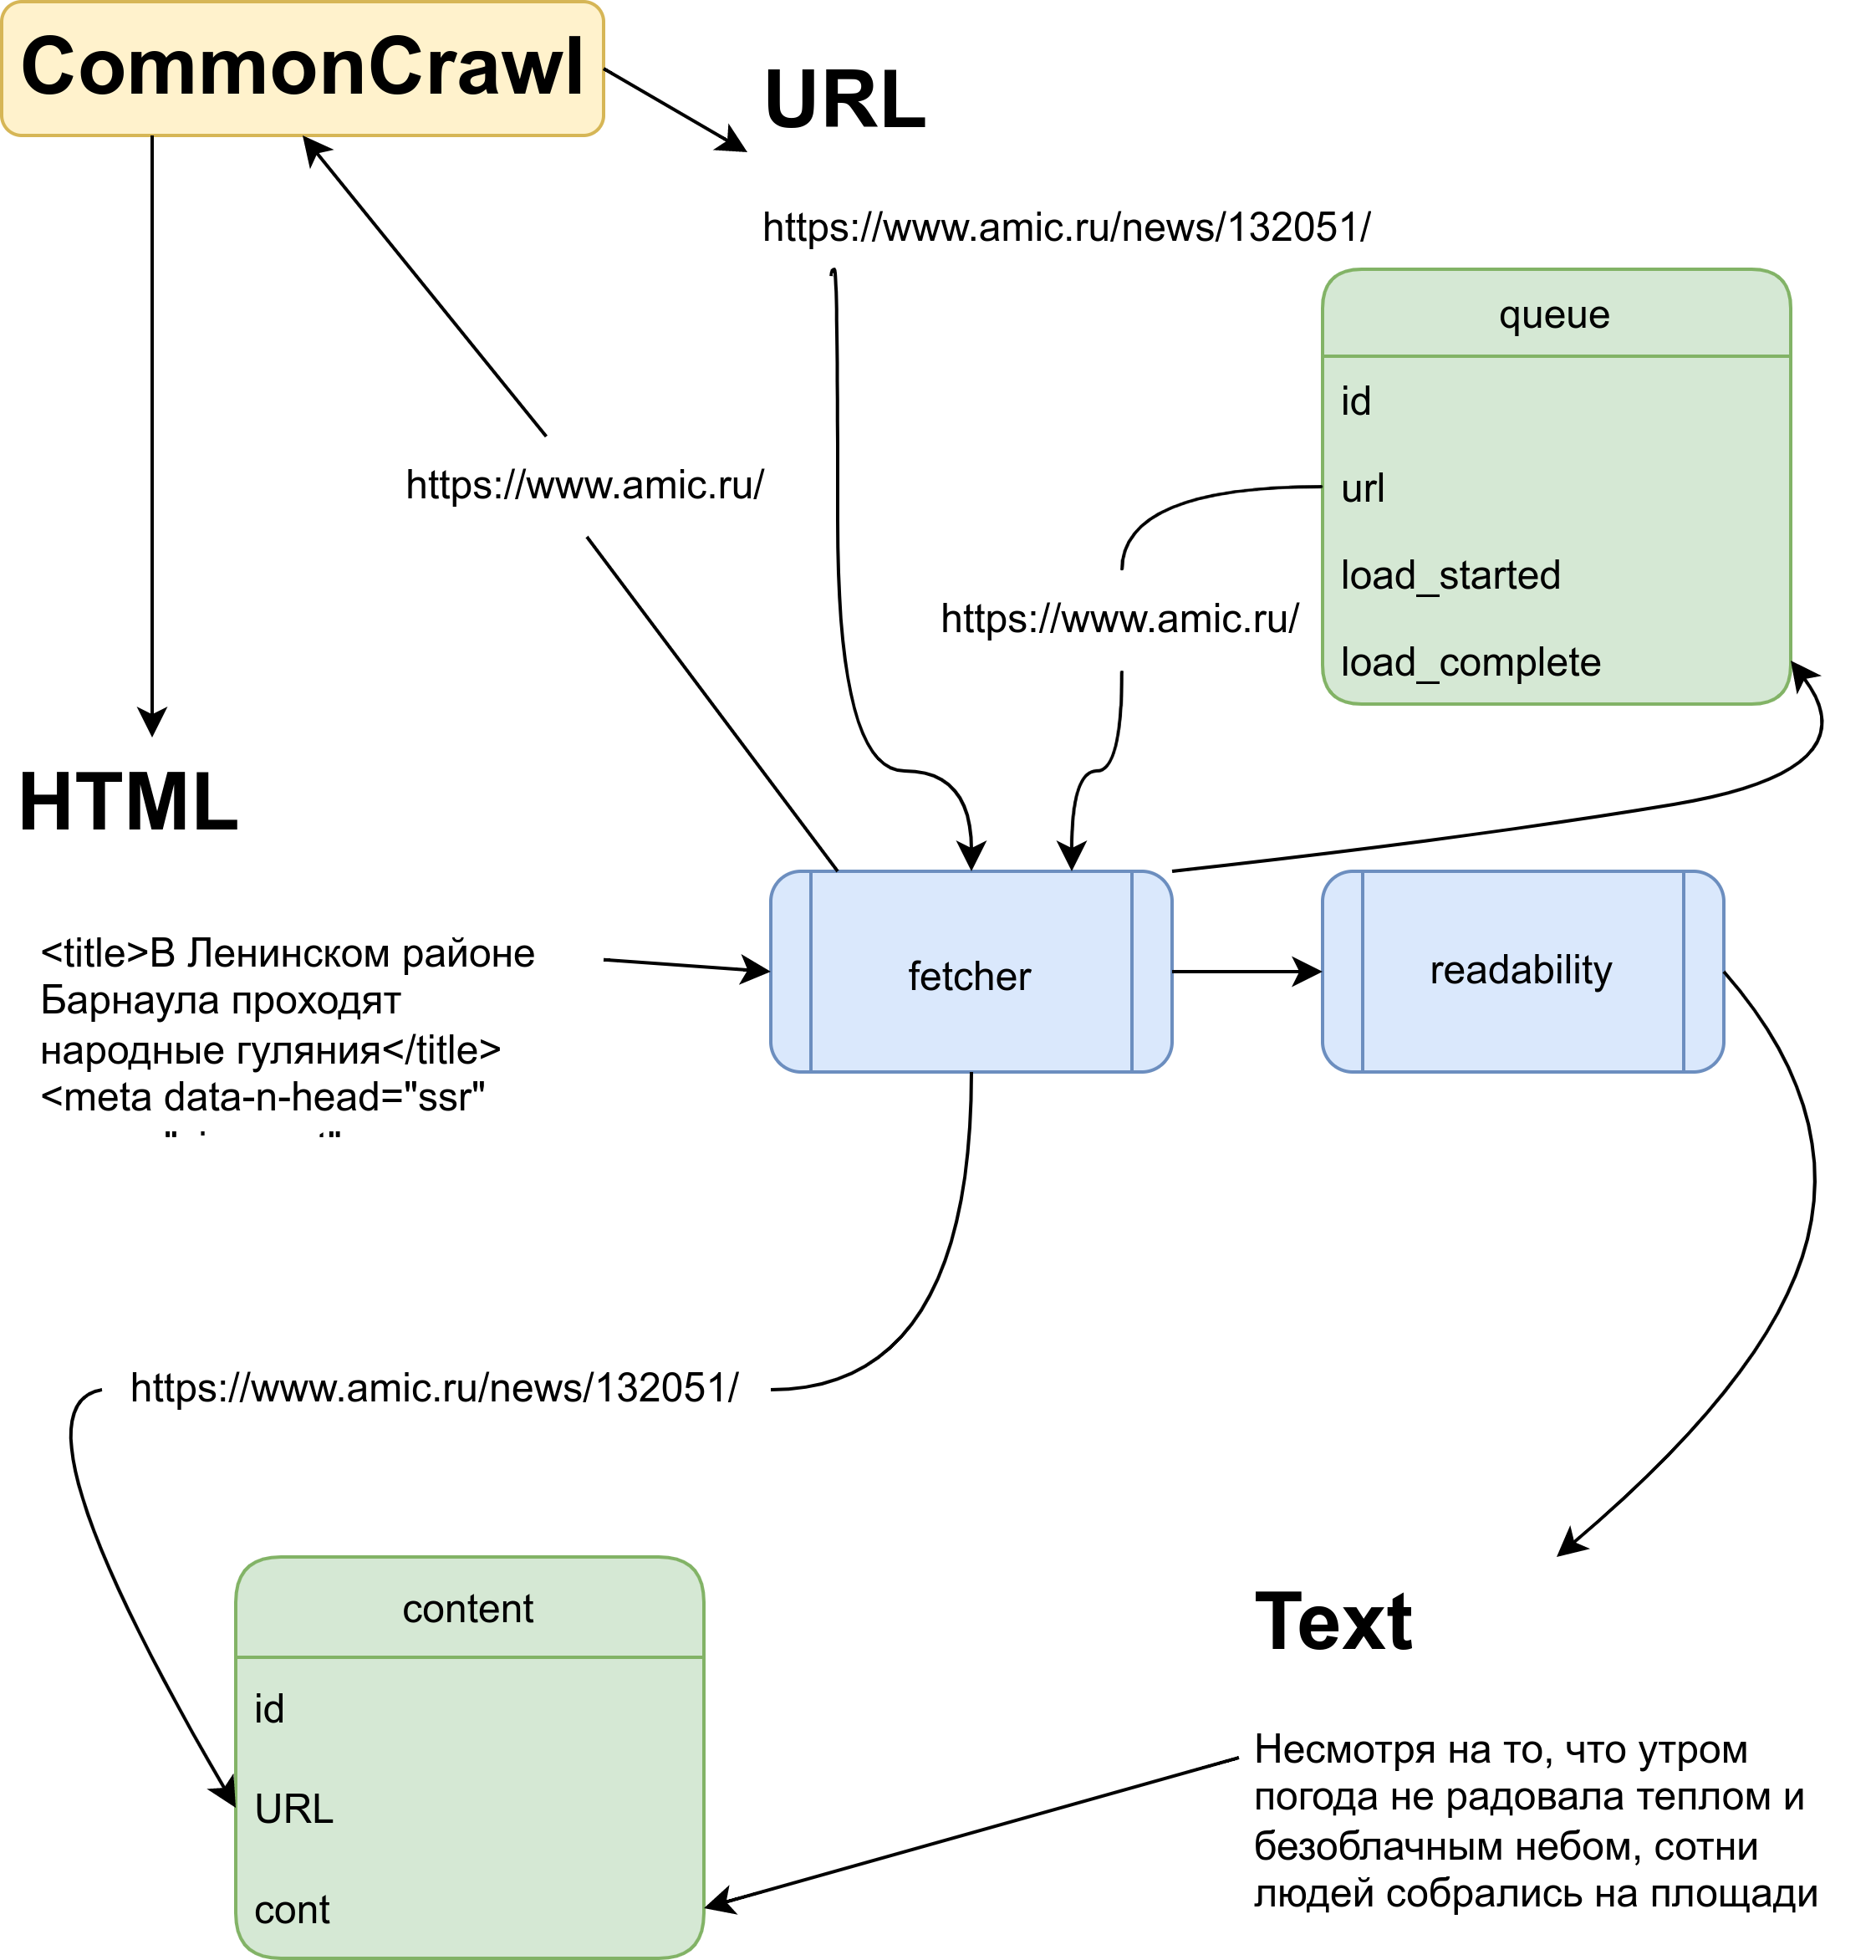 CommonCrawl
URL
https://www.amic.ru/news/132051/
queue
id
url
load_started
load_complete
https://www.amic.ru/
https://www.amic.ru/
HTML
<title>В Ленинском районе
Барнаула проходят
народные гуляния</title>
<meta data-n-head="ssr"
fetcher
readability
https://www.amic.ru/news/132051/
content
id
URL
cont
Text
Несмотря на то, что утром
погода не радовала теплом и
безоблачным небом, сотни
людей собрались на площади